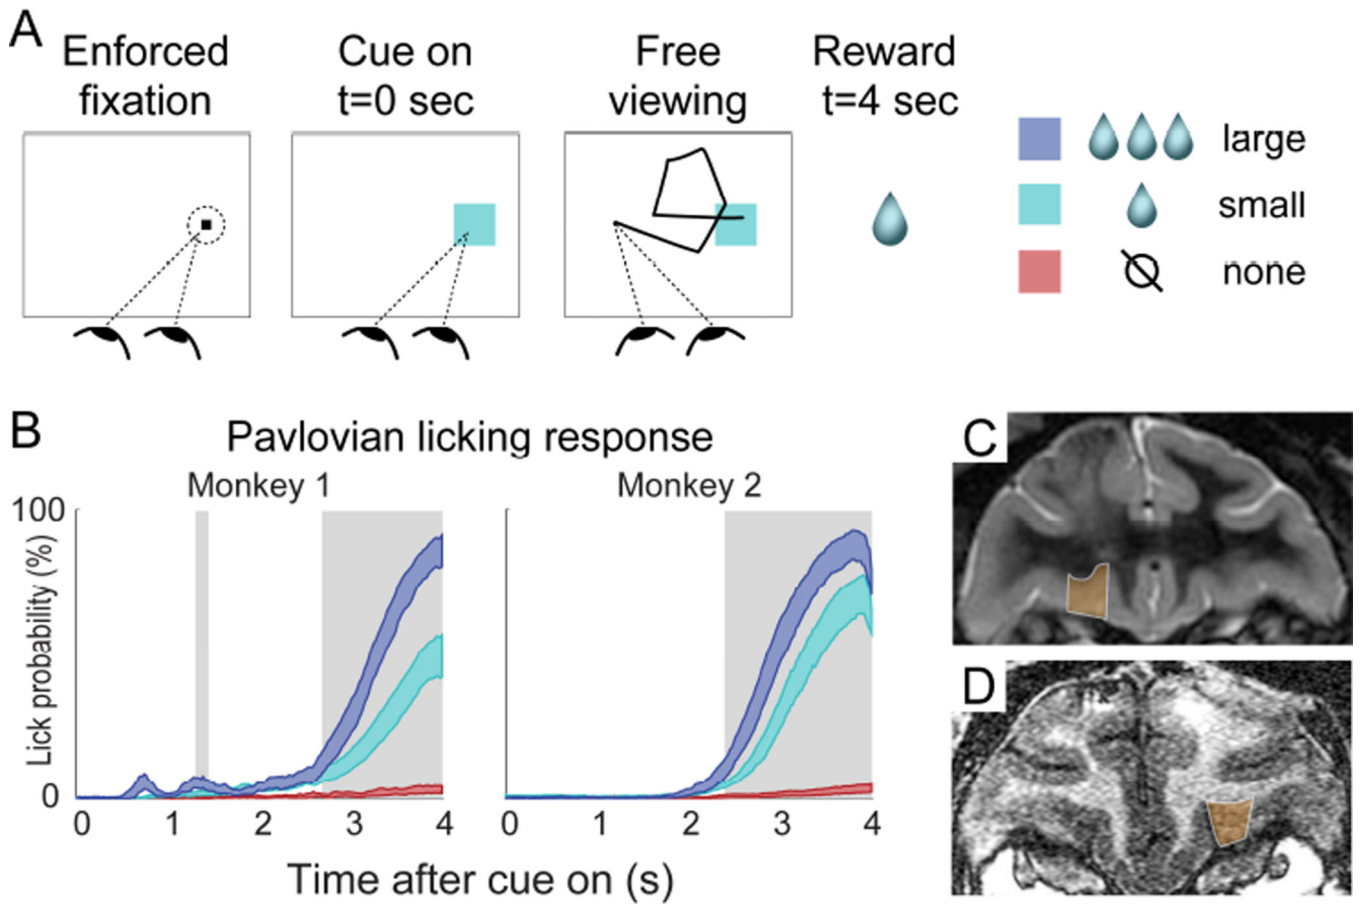 A
Enforced
fixation
Cue on
t=0 sec
Free
viewing
Reward
t=4 sec
large
small
none
B
Pavlovian licking response
Monkey 1
Monkey 2
100
Lick probability (%)
0
0 1 2 3 4
0 1 2 3 4
Time after cue on (s)
C
D